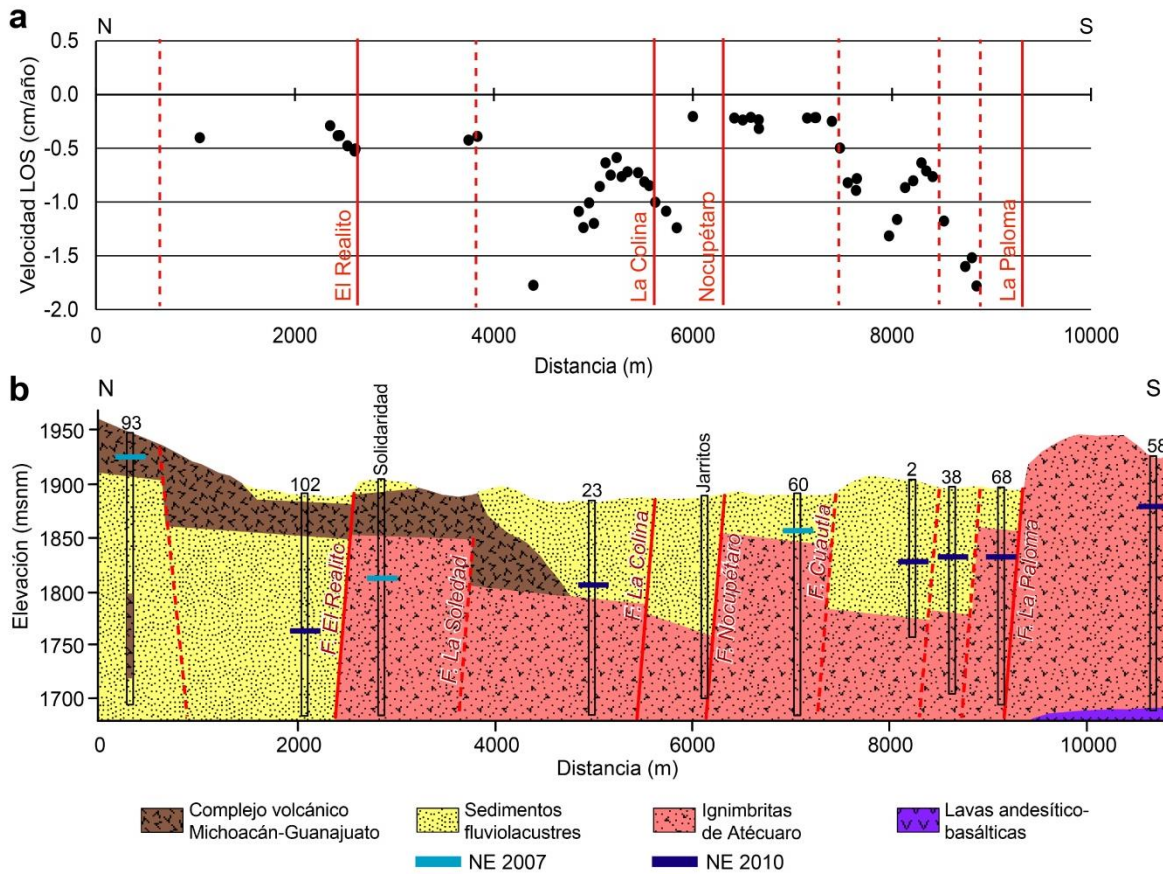 a
N
S
0.5
0.0
-0.5
-1.0
-1.5
-2.0
Velocidad LOS (cm/año)
El Realito
La Colina
Nocupétaro
La Paloma
0 2000 4000 6000 8000 10000
Distancia (m)
b
N
S
1950
1900
1850
1800
1750
1700
Elevación (msnm)
93
102
Solidaridad
23
Jarritos
60
2
38
68
58
F. El Realito
F. La Soledad
F. La Colina
F. Nocupétaro
F. Cuautla
F. La Paloma
0 2000 4000 6000 8000 10000
Distancia (m)
Complejo volcánico
Michoacán-Guanajuato
Sedimentos
fluviolacustres
Ignimbritas
de Atécuaro
Lavas andesítico-
basálticas
NE 2007
NE 2010